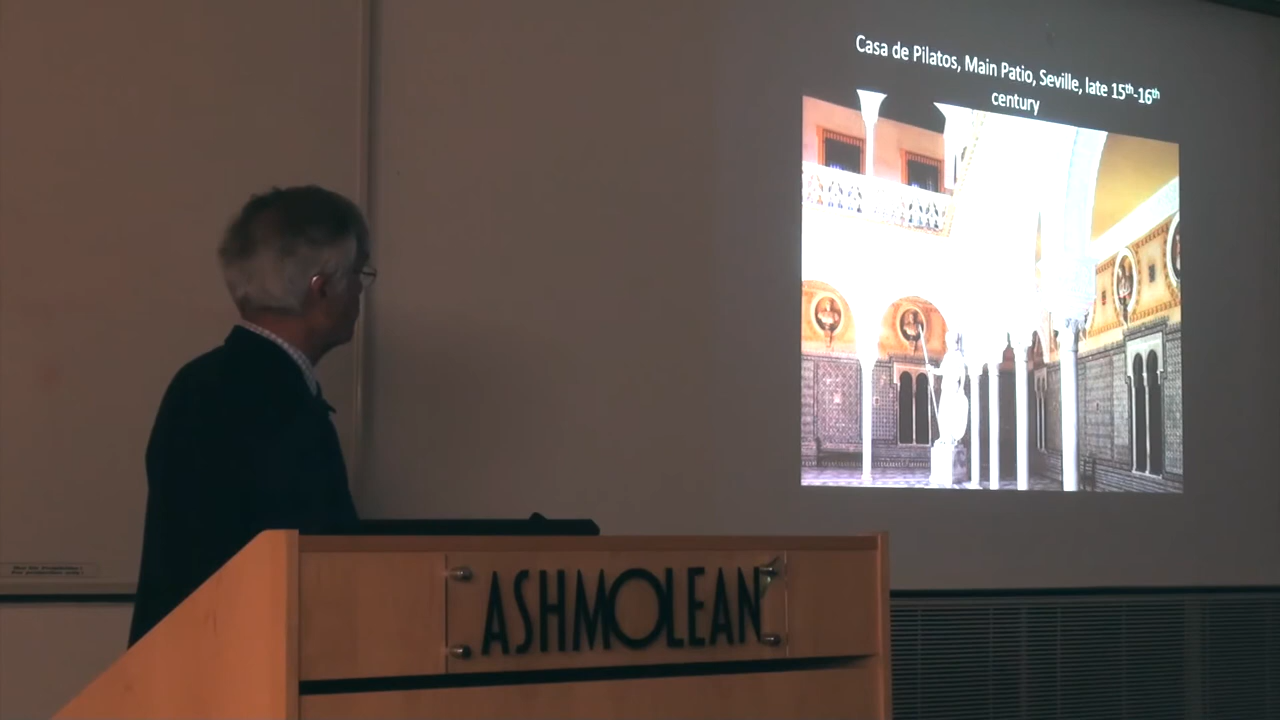 Casa de Pilatos, Main Patio, Seville, late 15th-16th
century
ASHMOLEAN